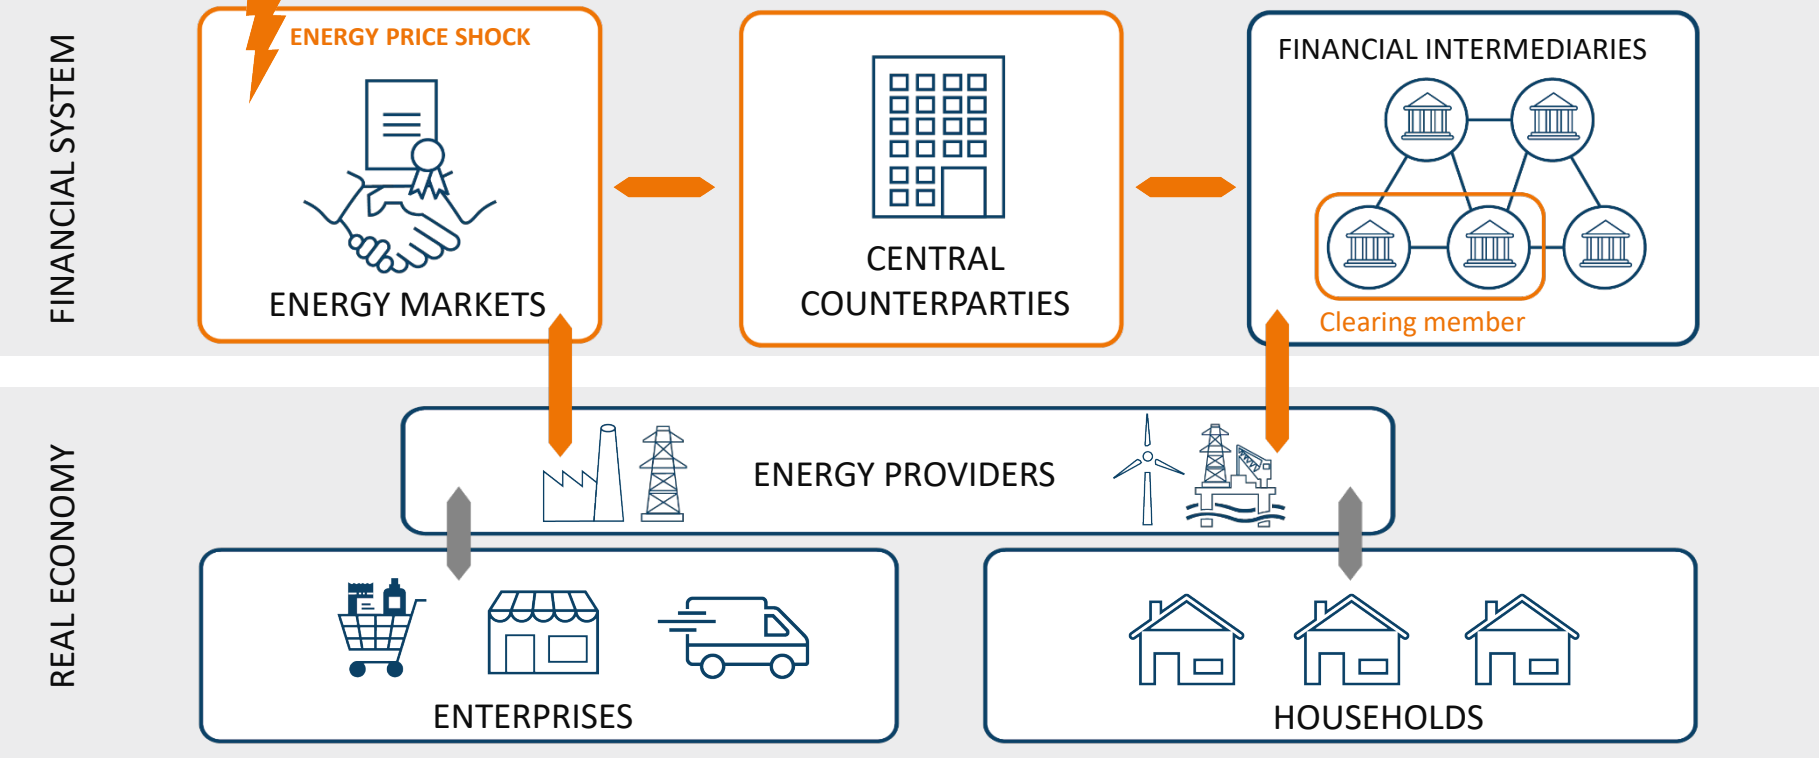 FINANCIAL SYSTEM
ENERGY PRICE SHOCK
ENERGY MARKETS
CENTRAL
COUNTERPARTIES
FINANCIAL INTERMEDIARIES
Clearing member
REAL ECONOMY
ENERGY PROVIDERS
ENTERPRISES
HOUSEHOLDS